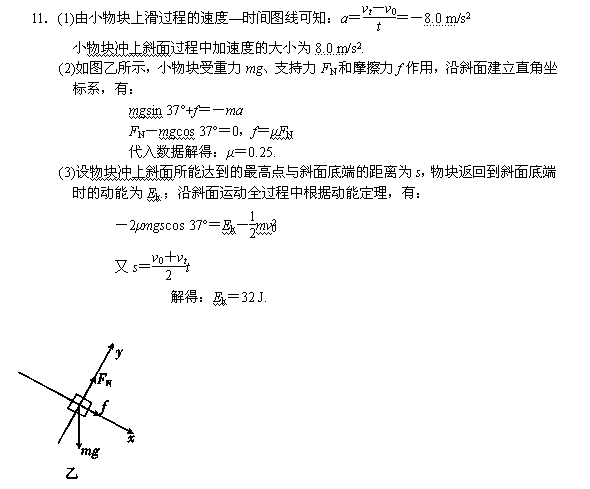 11．(1)由小物块上滑过程的速度—时间图线可知：a＝(vt－v0)/t＝－8.0 m/s2
小物块冲上斜面过程中加速度的大小为 8.0 m/s2.
(2)如图乙所示，小物块受重力 mg、支持力 FN和摩擦力 f 作用，沿斜面建立直角坐
标系，有：
mgsin 37°+f＝－ma
FN－mgcos 37°＝0，f＝μFN
代入数据解得：μ＝0.25.
(3)设物块冲上斜面所能达到的最高点与斜面底端的距离为 s，物块返回到斜面底端
时的动能为 Ek；沿斜面运动全过程中根据动能定理，有：
－2μmgscos 37°＝Ek－1/2mv02
又 s＝(v0＋vt)/2 t
解得：Ek＝32 J.
y
FN
f
x
mg
乙